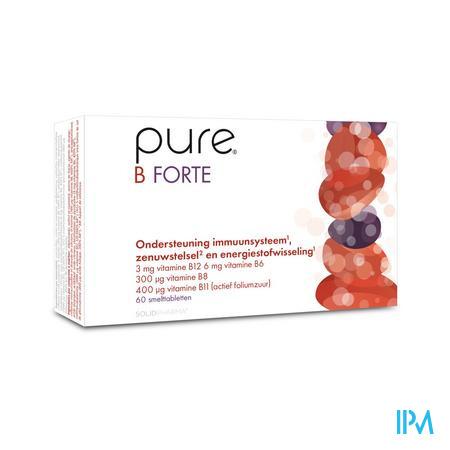 pure®
B FORTE
Ondersteuning immuunsysteem¹,
zenuwstelsel² en energiestofwisseling¹
3 mg vitamine B12 6 mg vitamine B6
300 µg vitamine B8
400 µg vitamine B11 (actief foliumzuur)
60 smelttabletten
SOLIDPHARMA®
IPM